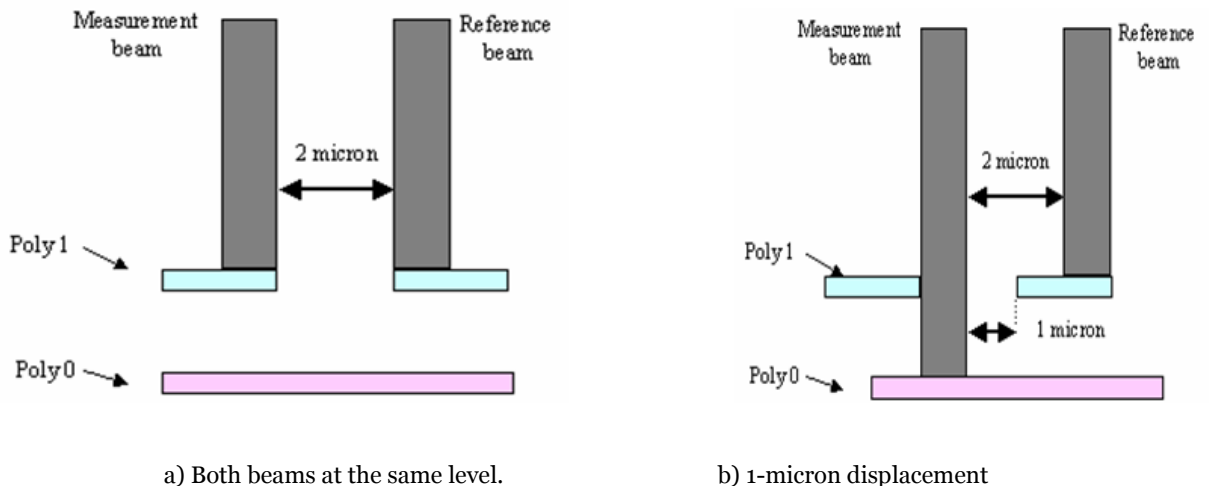 Measurement
beam
Reference
beam
2 micron
Poly 1
Poly 0
a) Both beams at the same level.
Measurement
beam
Reference
beam
2 micron
Poly 1
1 micron
Poly 0
b) 1-micron displacement